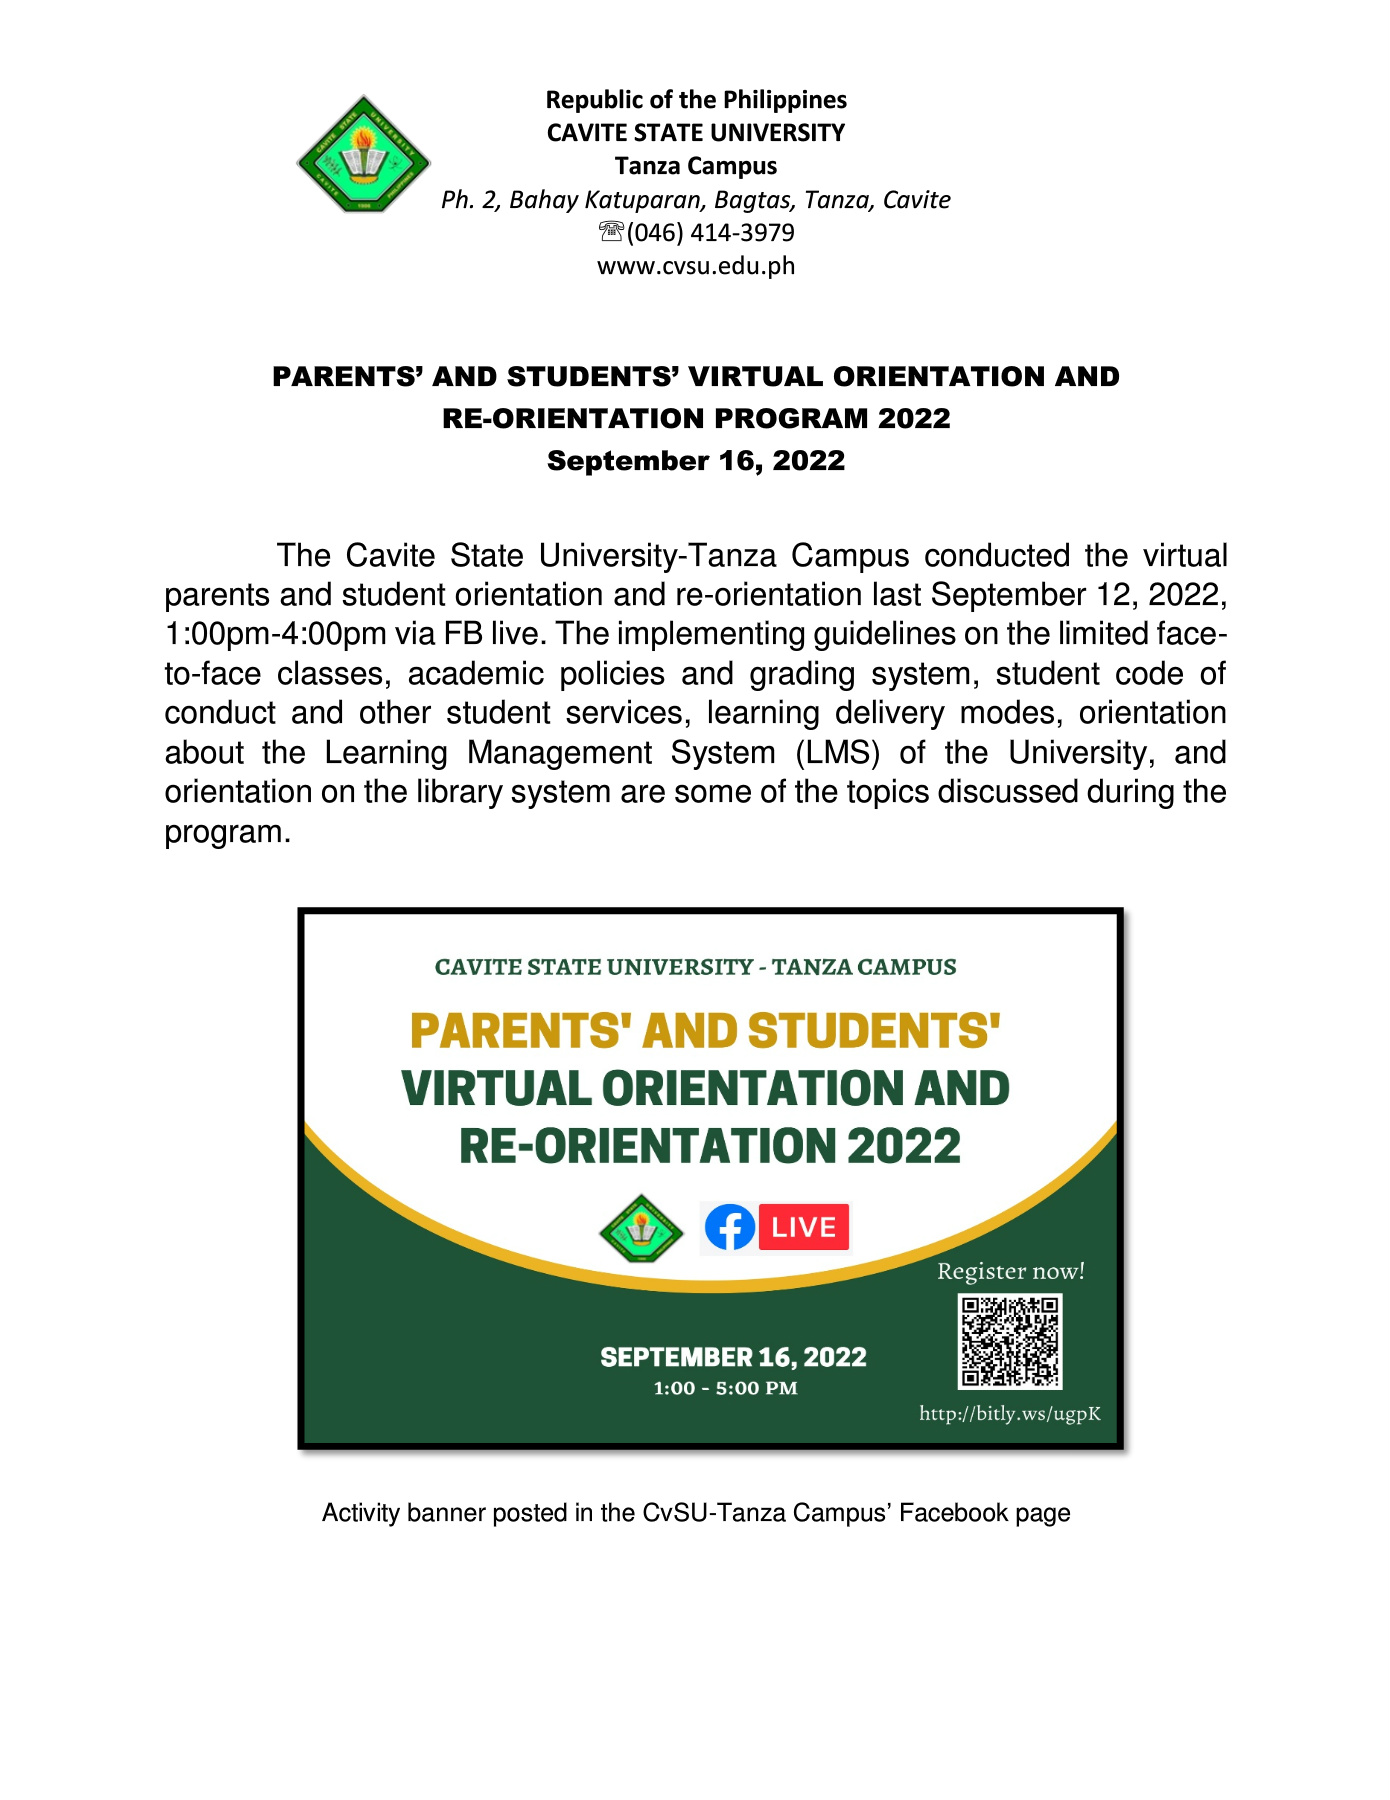 Republic of the Philippines
CAVITE STATE UNIVERSITY
Tanza Campus
Ph. 2, Bahay Katuparan, Bagtas, Tanza, Cavite
☏(046) 414-3979
www.cvsu.edu.ph
CAVITE STATE UNIVERSITY
CAVITE PHILIPPINES
1906
PARENTS’ AND STUDENTS’ VIRTUAL ORIENTATION AND
RE-ORIENTATION PROGRAM 2022
September 16, 2022
The Cavite State University-Tanza Campus conducted the virtual
parents and student orientation and re-orientation last September 12, 2022,
1:00pm-4:00pm via FB live. The implementing guidelines on the limited face-
to-face classes, academic policies and grading system, student code of
conduct and other student services, learning delivery modes, orientation
about the Learning Management System (LMS) of the University, and
orientation on the library system are some of the topics discussed during the
program.
CAVITE STATE UNIVERSITY - TANZA CAMPUS
PARENTS' AND STUDENTS'
VIRTUAL ORIENTATION AND
RE-ORIENTATION 2022
LIVE
Register now!
SEPTEMBER 16, 2022
1:00 - 5:00 PM
http://bitly.ws/ugpK
Activity banner posted in the CvSU-Tanza Campus’ Facebook page